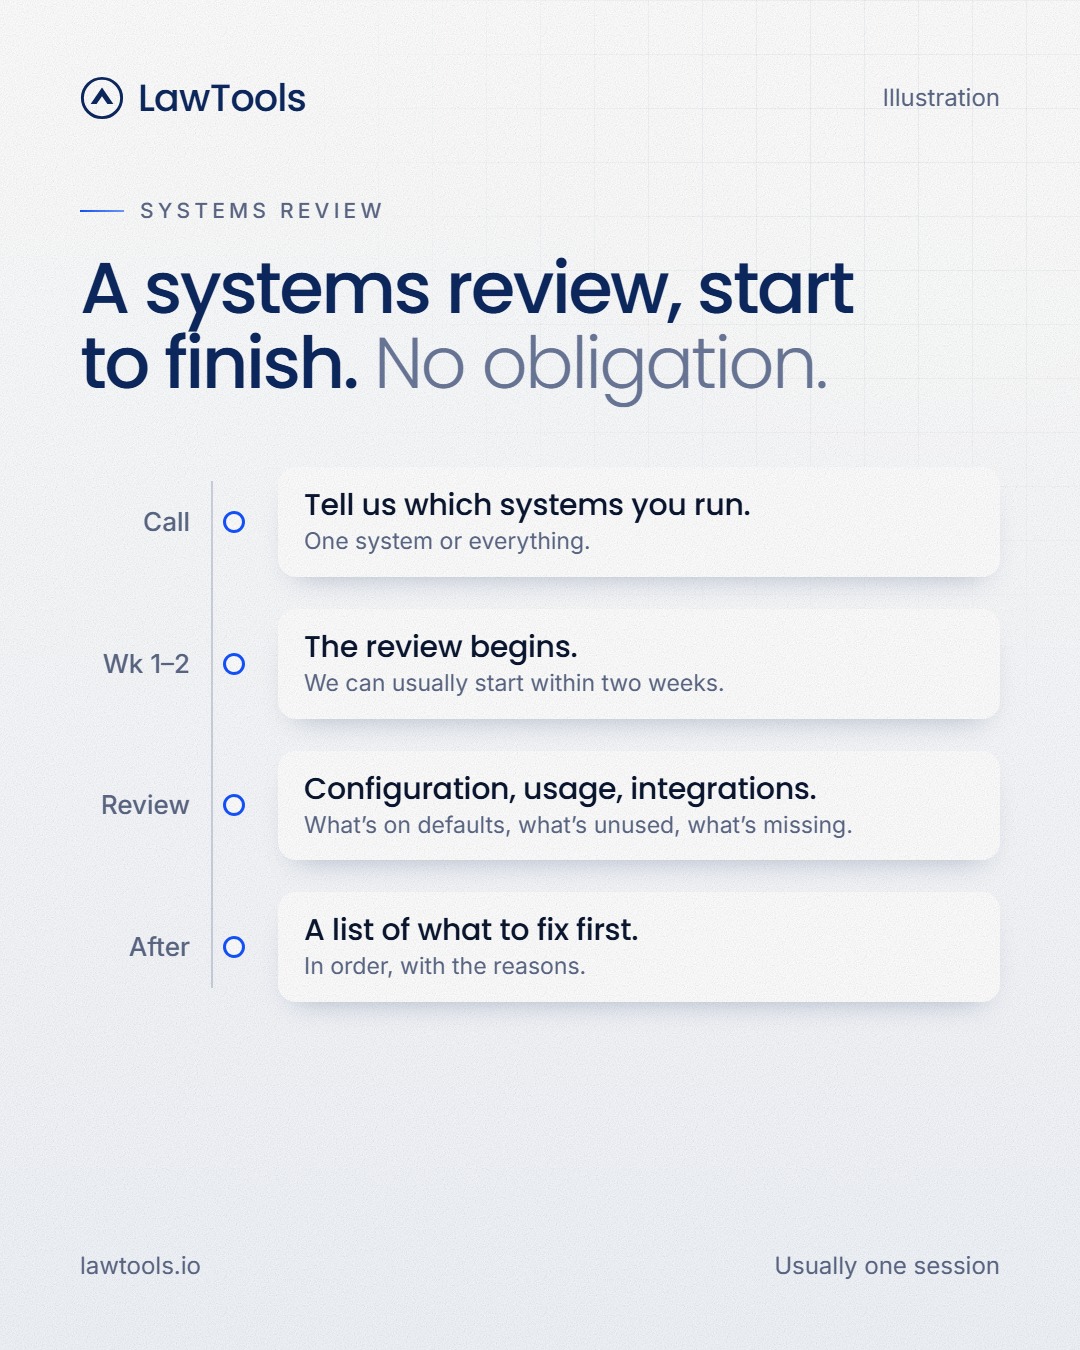 LawTools
Illustration
SYSTEMS REVIEW
A systems review, start
to finish. No obligation.
Call
Tell us which systems you run.
One system or everything.
Wk 1–2
The review begins.
We can usually start within two weeks.
Review
Configuration, usage, integrations.
What’s on defaults, what’s unused, what’s missing.
After
A list of what to fix first.
In order, with the reasons.
lawtools.io
Usually one session